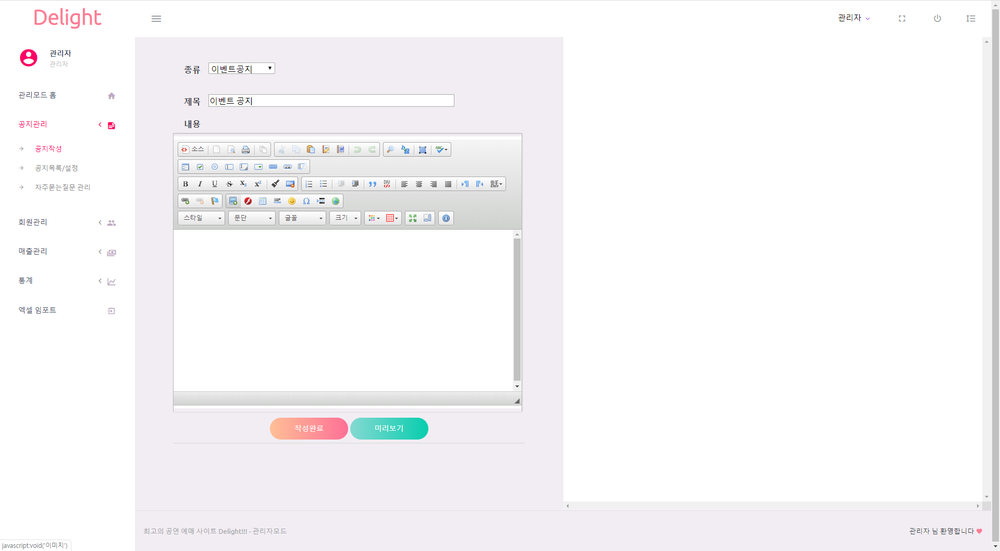 Delight
관리자
관리자
관리자
관리모드 홈
공지관리
공지작성
공지목록/설정
자주묻는질문 관리
회원관리
매출관리
통계
엑셀 임포트
종류 이벤트공지
제목 이벤트 공지
내용
소스
ABC
B I U S X₂ x²
DIV
話
스타일 문단 글꼴 크기
작성완료 미리보기
최고의 공연 예매 사이트 Delight!!! - 관리자모드
관리자 님 환영합니다
javascript:void('이미지')